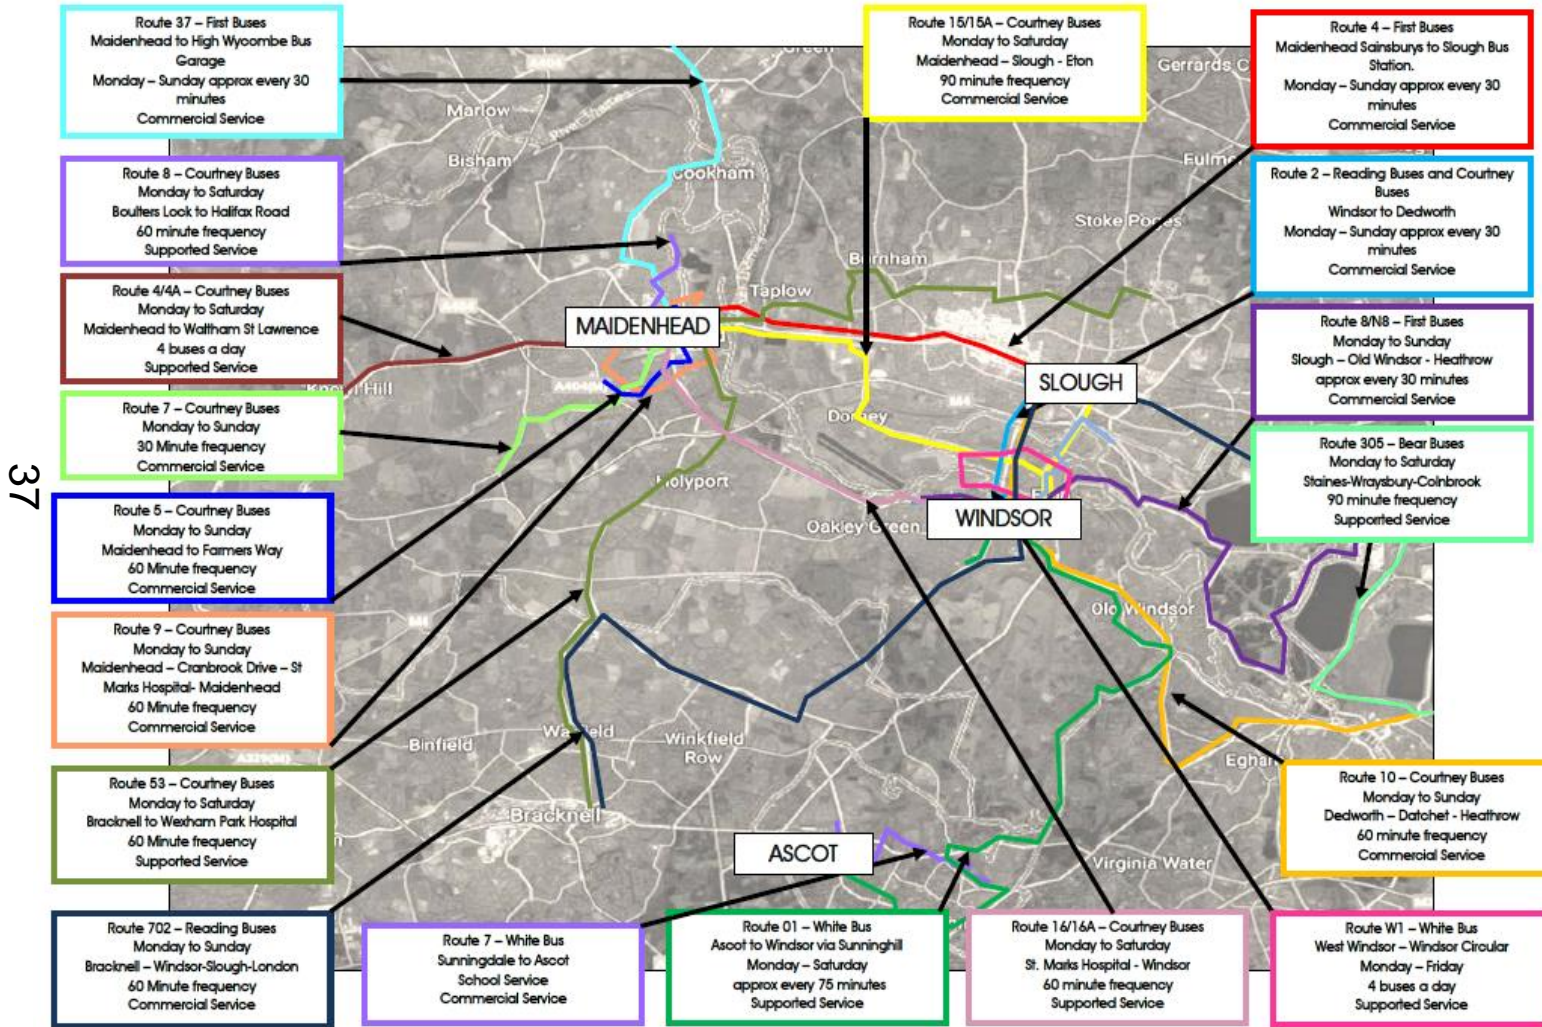 Route 37 – First Buses
Maidenhead to High Wycombe Bus
Garage
Monday – Sunday approx every 30
minutes
Commercial Service
Route 8 – Courtney Buses
Monday to Saturday
Boulters Lock to Halifax Road
60 minute frequency
Supported Service
Route 4/4A – Courtney Buses
Monday to Saturday
Maidenhead to Waltham St Lawrence
4 buses a day
Supported Service
Route 7 – Courtney Buses
Monday to Sunday
30 Minute frequency
Commercial Service
Route 5 – Courtney Buses
Monday to Sunday
Maidenhead to Farmers Way
60 Minute frequency
Commercial Service
Route 9 – Courtney Buses
Monday to Sunday
Maidenhead – Cranbrook Drive – St
Marks Hospital- Maidenhead
60 Minute frequency
Commercial Service
Route 53 – Courtney Buses
Monday to Saturday
Bracknell to Wexham Park Hospital
60 Minute frequency
Supported Service
Route 702 – Reading Buses
Monday to Sunday
Bracknell – Windsor-Slough-London
60 Minute frequency
Commercial Service
Route 7 – White Bus
Sunningdale to Ascot
School Service
Commercial Service
Route 01 – White Bus
Ascot to Windsor via Sunninghill
Monday – Saturday
approx every 75 minutes
Supported Service
Route 16/16A – Courtney Buses
Monday to Saturday
St. Marks Hospital - Windsor
60 minute frequency
Supported Service
Route W1 – White Bus
West Windsor – Windsor Circular
Monday – Friday
4 buses a day
Supported Service
Route 15/15A – Courtney Buses
Monday to Saturday
Maidenhead – Slough - Eton
90 minute frequency
Commercial Service
Route 4 – First Buses
Maidenhead Sainsburys to Slough Bus
Station.
Monday – Sunday approx every 30
minutes
Commercial Service
Route 2 – Reading Buses and Courtney
Buses
Windsor to Dedworth
Monday – Sunday approx every 30
minutes
Commercial Service
Route 8/N8 – First Buses
Monday to Sunday
Slough – Old Windsor - Heathrow
approx every 30 minutes
Commercial Service
Route 305 – Bear Buses
Monday to Saturday
Staines-Wraysbury-Colnbrook
90 minute frequency
Supported Service
Route 10 – Courtney Buses
Monday to Sunday
Dedworth – Datchet - Heathrow
60 minute frequency
Commercial Service
MAIDENHEAD
SLOUGH
WINDSOR
ASCOT
A404
Marlow
River Thames
Bisham
Cookham
Green
Gerrards C
Fulmer
Stoke Poges
Burnham
Taplow
A404(M)
Dorney
M4
Holyport
Oakley Green
Old Windsor
M4
Binfield
A329(M)
Winkfield
Row
Bracknell
Virginia Water
37